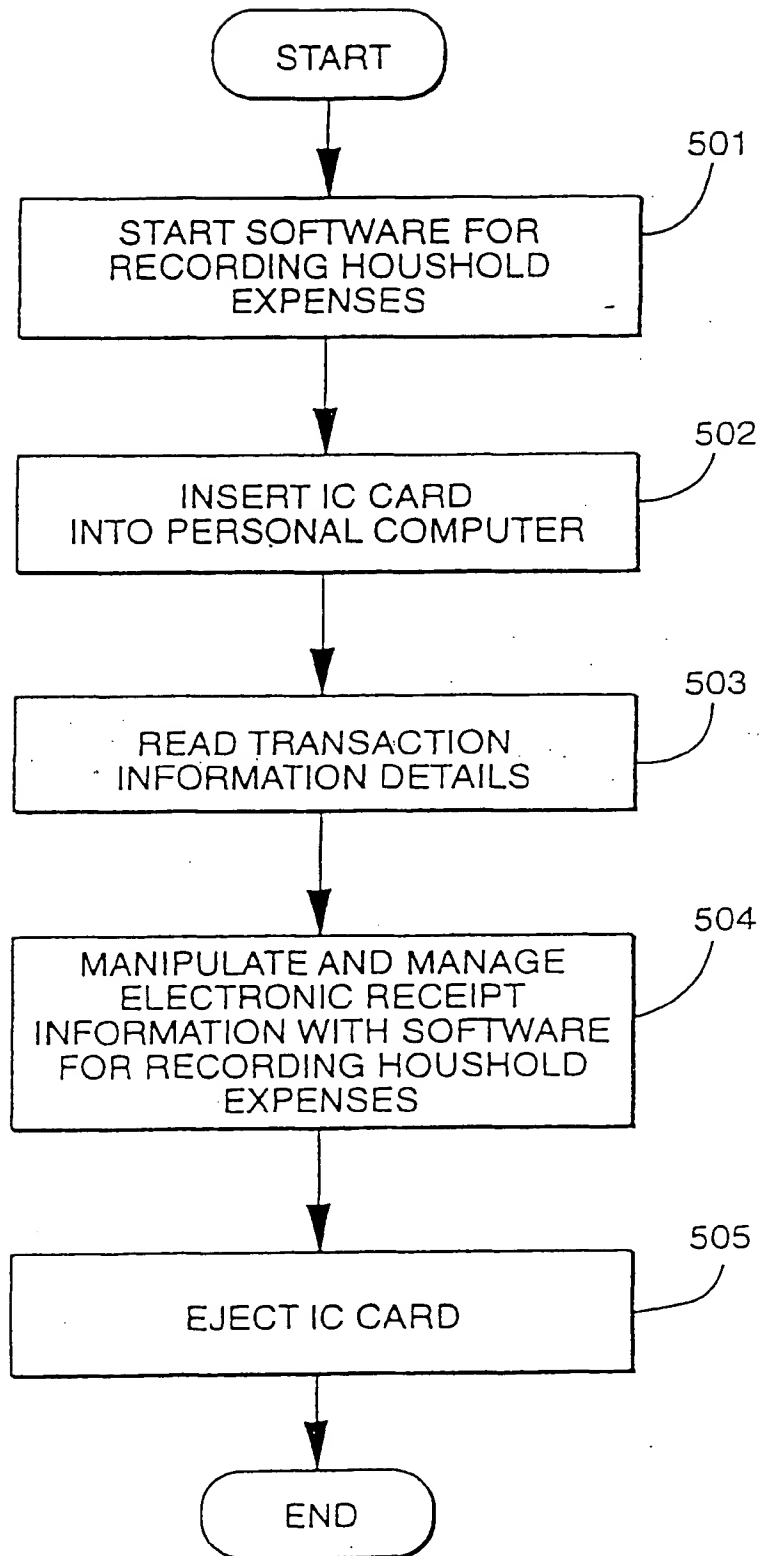 START
501
START SOFTWARE FOR
RECORDING HOUSHOLD
EXPENSES
502
INSERT IC CARD
INTO PERSONAL COMPUTER
503
READ TRANSACTION
INFORMATION DETAILS
504
MANIPULATE AND MANAGE
ELECTRONIC RECEIPT
INFORMATION WITH SOFTWARE
FOR RECORDING HOUSHOLD
EXPENSES
505
EJECT IC CARD
END